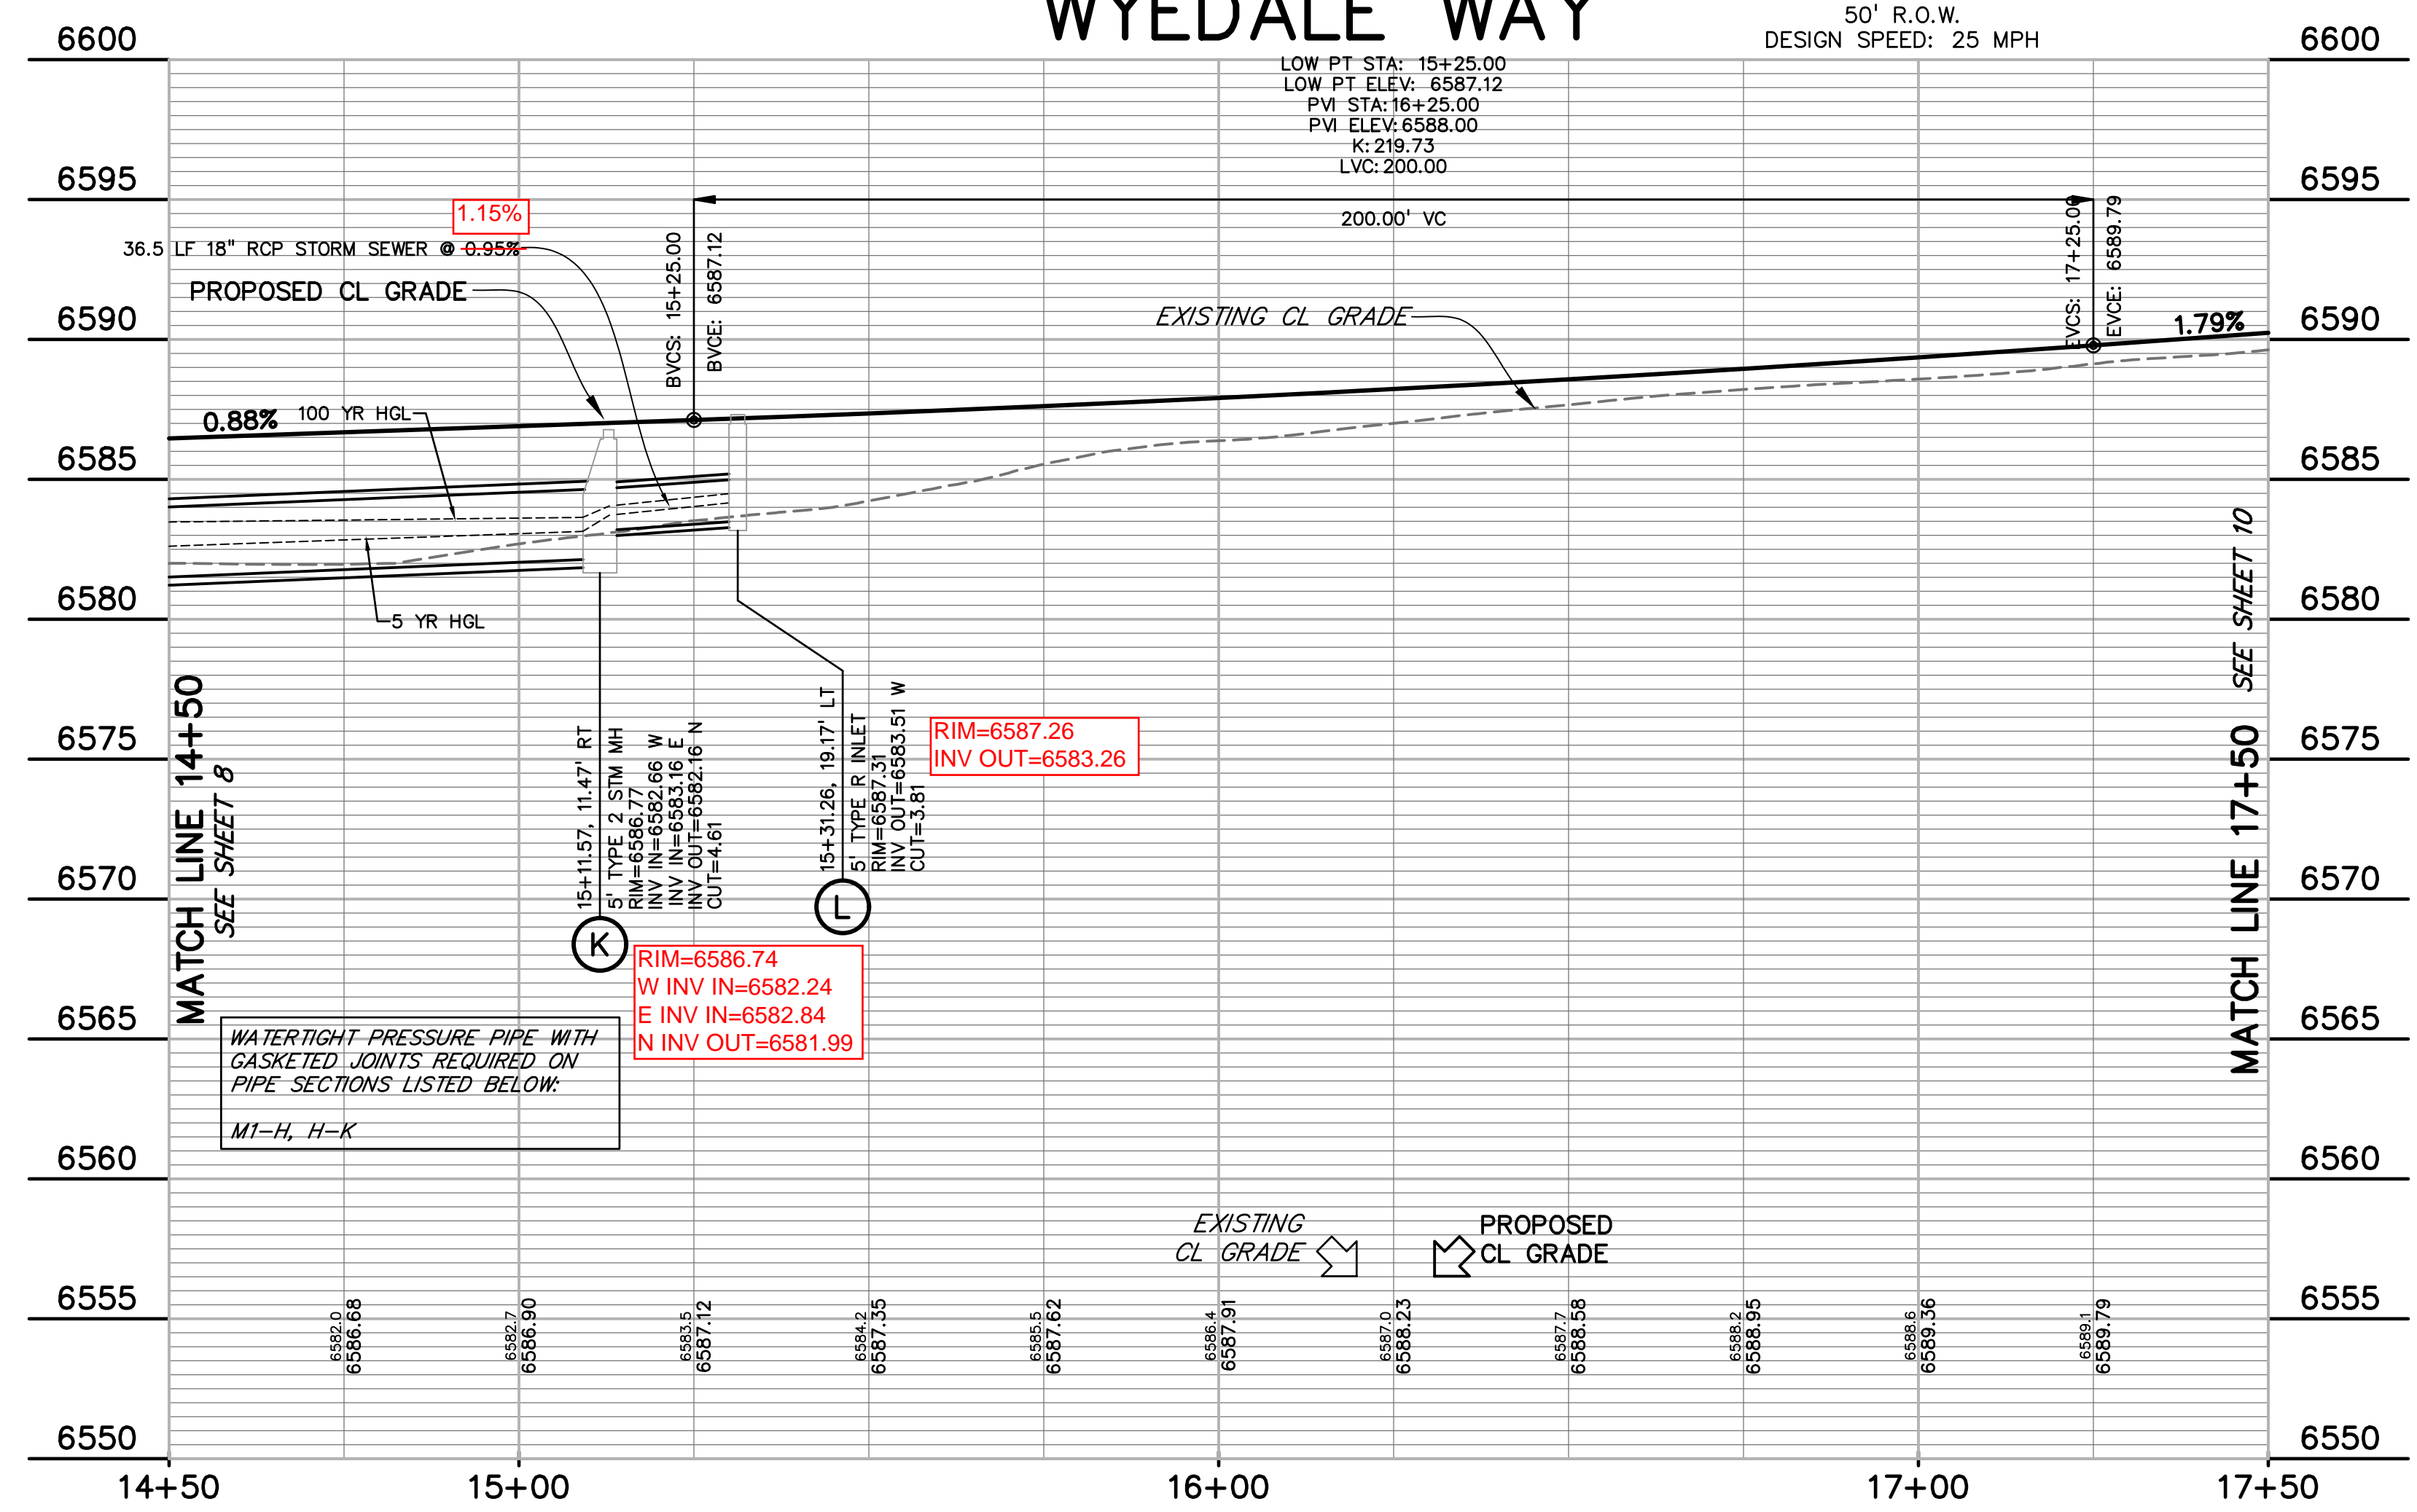 WYEDALE WAY
50' R.O.W.
DESIGN SPEED: 25 MPH
6600
6600
LOW PT STA: 15+25.00
LOW PT ELEV: 6587.12
PVI STA:16+25.00
PVI ELEV:6588.00
K:219.73
LVC:200.00
6595
6595
200.00' VC
1.15%
36.5 LF 18" RCP STORM SEWER @ 0.95%
PROPOSED CL GRADE
BVCS: 15+25.00
BVCE: 6587.12
EXISTING CL GRADE
EVCS: 17+25.00
EVCE: 6589.79
1.79%
6590
6590
0.88%
100 YR HGL
6585
6585
5 YR HGL
6580
6580
MATCH LINE 14+50
SEE SHEET 8
6575
6575
15+11.57, 11.47' RT
5' TYPE 2 STM MH
RIM=6586.77
INV IN=6582.66 W
INV IN=6583.16 E
INV OUT=6582.16 N
CUT=4.61
K
15+31.26, 19.17' LT
5' TYPE R INLET
RIM=6587.31
INV OUT=6583.51 W
CUT=3.81
L
RIM=6587.26
INV OUT=6583.26
MATCH LINE 17+50
SEE SHEET 10
6570
6570
RIM=6586.74
W INV IN=6582.24
E INV IN=6582.84
N INV OUT=6581.99
6565
6565
WATERTIGHT PRESSURE PIPE WITH
GASKETED JOINTS REQUIRED ON
PIPE SECTIONS LISTED BELOW:
M1-H, H-K
6560
6560
EXISTING
CL GRADE
PROPOSED
CL GRADE
6555
6555
6582.0
6586.68
6582.7
6586.90
6583.5
6587.12
6584.2
6587.35
6585.5
6587.62
6586.4
6587.91
6587.0
6588.23
6587.7
6588.58
6588.2
6588.95
6588.6
6589.36
6589.1
6589.79
6550
6550
14+50
15+00
16+00
17+00
17+50